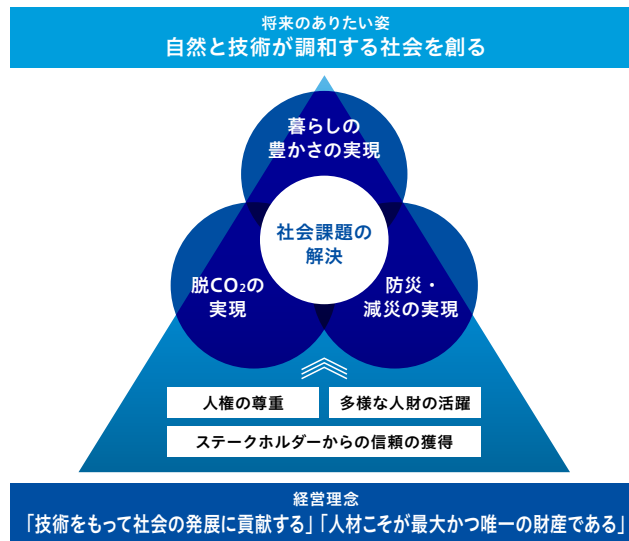 将来のありたい姿
自然と技術が調和する社会を創る
暮らしの
豊かさの実現
社会課題の
解決
脱CO₂の
実現
防災・
減災の実現
人権の尊重
多様な人財の活躍
ステークホルダーからの信頼の獲得
経営理念
「技術をもって社会の発展に貢献する」「人材こそが最大かつ唯一の財産である」